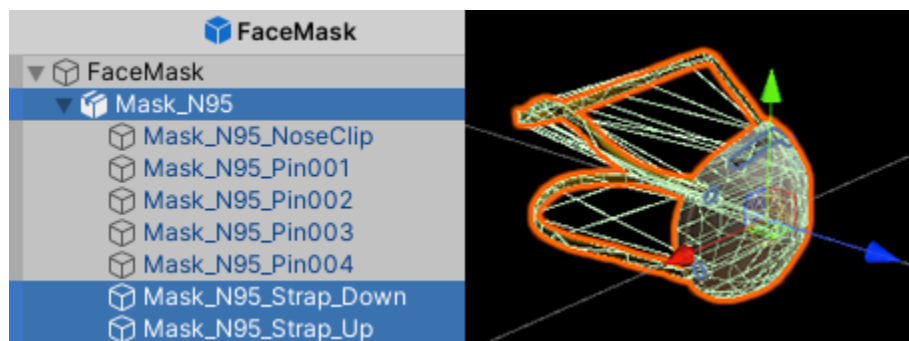 FaceMask
FaceMask
Mask_N95
Mask_N95_NoseClip
Mask_N95_Pin001
Mask_N95_Pin002
Mask_N95_Pin003
Mask_N95_Pin004
Mask_N95_Strap_Down
Mask_N95_Strap_Up